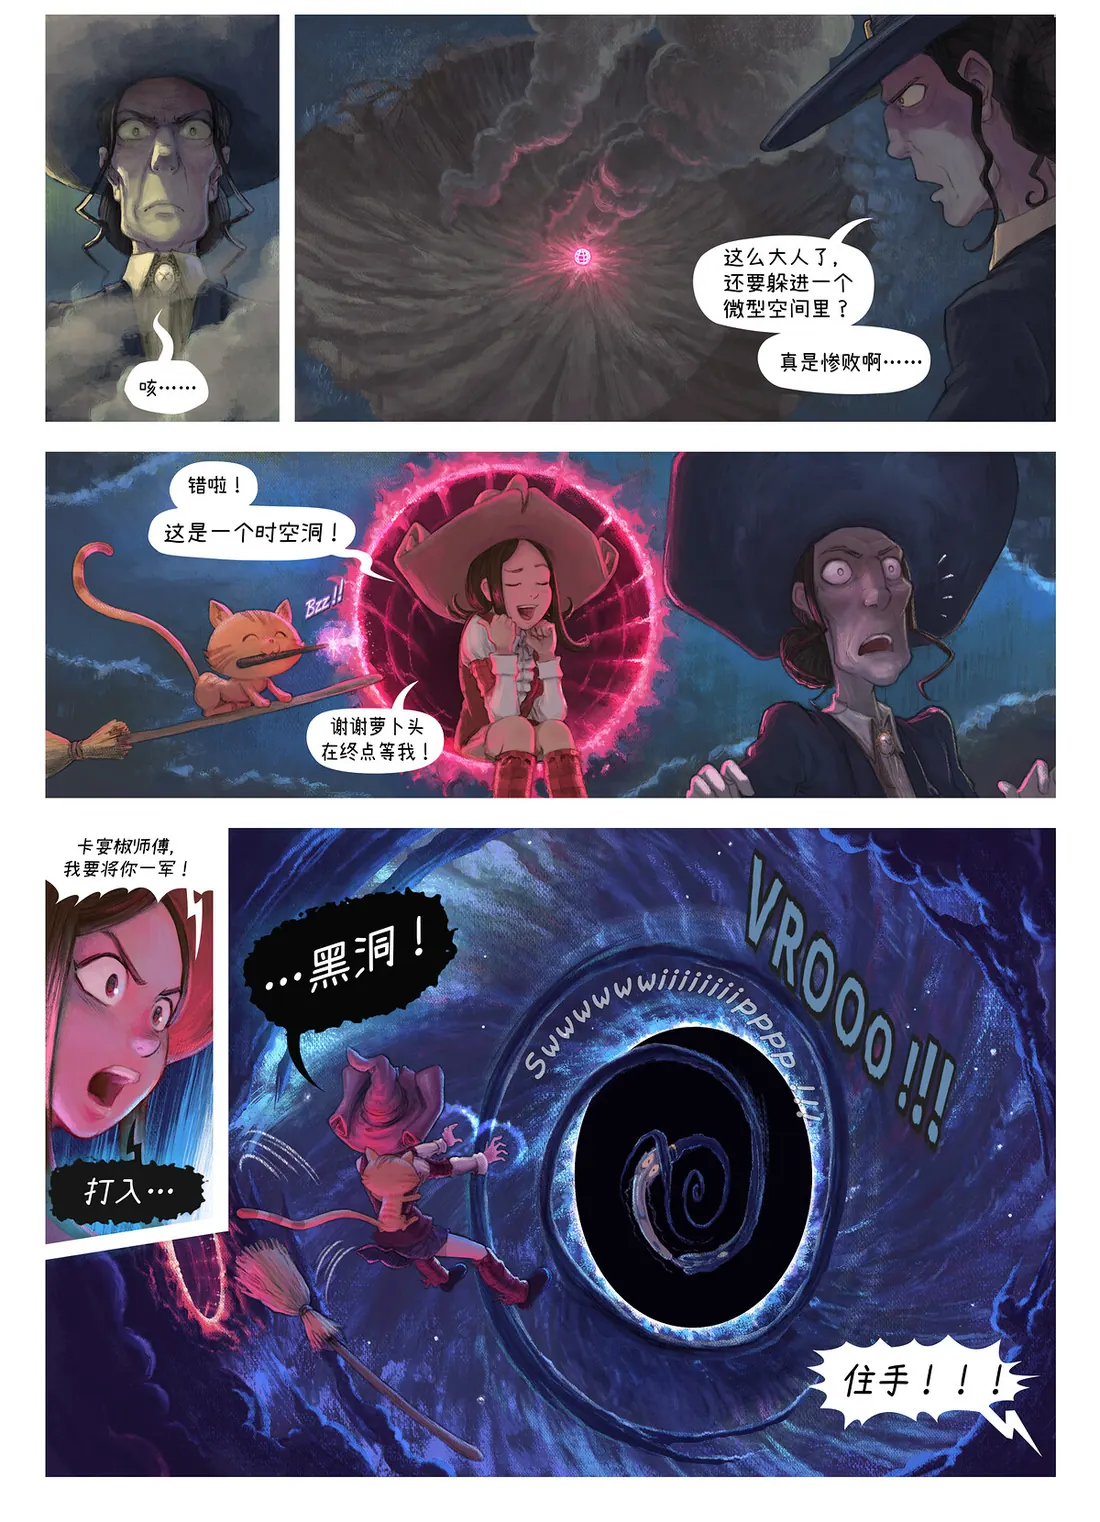 咳……
这么大人了，
还要躲进一个
微型空间里？
真是惨败啊……
错啦！
这是一个时空洞！
Bzz!!
谢谢萝卜头
在终点等我！
卡宴椒师傅，
我要将你一军！
打入…
…黑洞！
VROOO!!!
Swwwwwwiiiiiiiipppp!!!
住手！！！